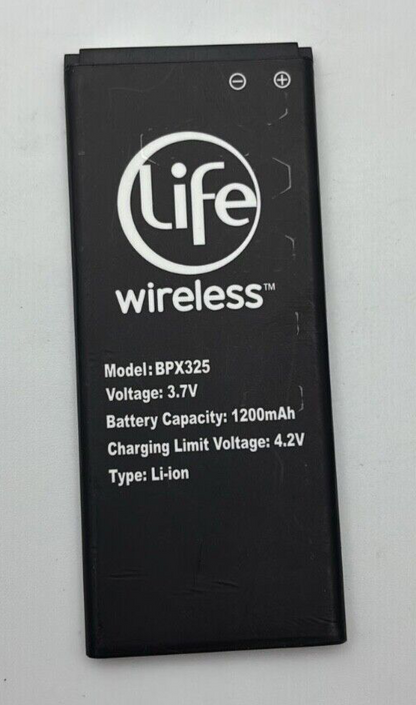 ⊖ ⊕
Life
wireless™
Model: BPX325
Voltage: 3.7V
Battery Capacity: 1200mAh
Charging Limit Voltage: 4.2V
Type: Li-ion